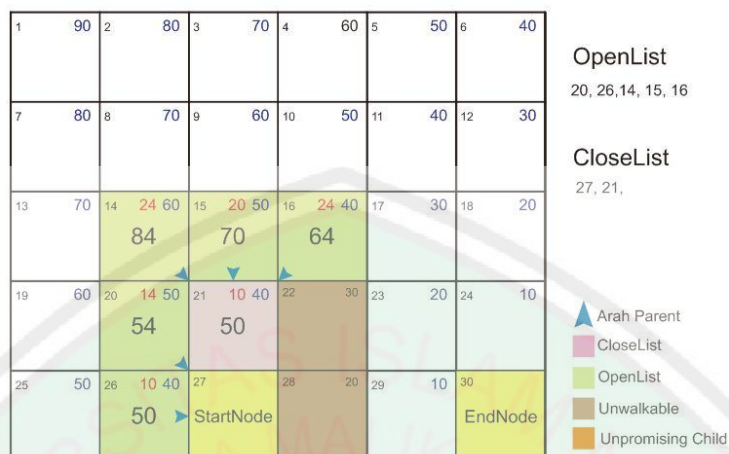 1 90 2 80 3 70 4 60 5 50 6 40
OpenList
20, 26,14, 15, 16
7 80 8 70 9 60 10 50 11 40 12 30
CloseList
27, 21,
13 70 14 24 60 15 20 50 16 24 40 17 30 18 20
84 70 64
19 60 20 14 50 21 10 40 22 30 23 20 24 10
54 50
Arah Parent
CloseList
OpenList
25 50 26 10 40 27 28 20 29 10 30
50 StartNode EndNode
Unwalkable
Unpromising Child